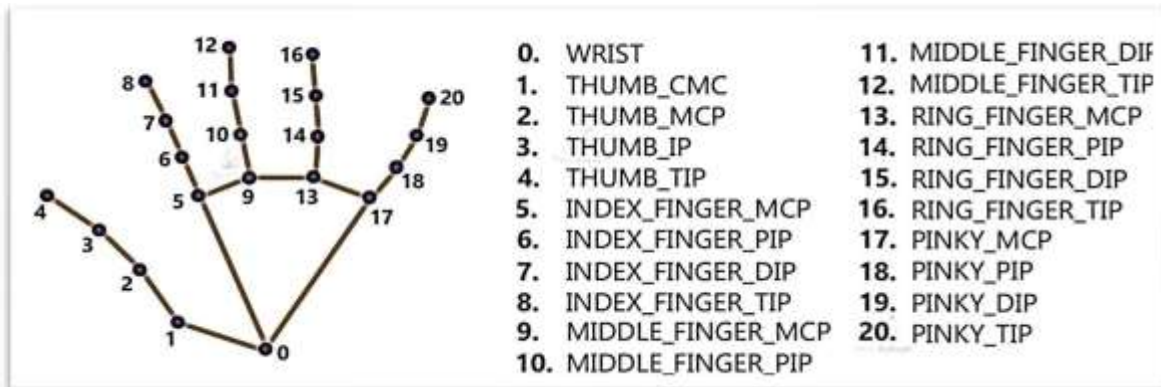 12
16
8
11
15
20
7
10
14
19
6
18
4
5
9
13
17
3
2
1
0
0. WRIST
1. THUMB_CMC
2. THUMB_MCP
3. THUMB_IP
4. THUMB_TIP
5. INDEX_FINGER_MCP
6. INDEX_FINGER_PIP
7. INDEX_FINGER_DIP
8. INDEX_FINGER_TIP
9. MIDDLE_FINGER_MCP
10. MIDDLE_FINGER_PIP
11. MIDDLE_FINGER_DIP
12. MIDDLE_FINGER_TIP
13. RING_FINGER_MCP
14. RING_FINGER_PIP
15. RING_FINGER_DIP
16. RING_FINGER_TIP
17. PINKY_MCP
18. PINKY_PIP
19. PINKY_DIP
20. PINKY_TIP